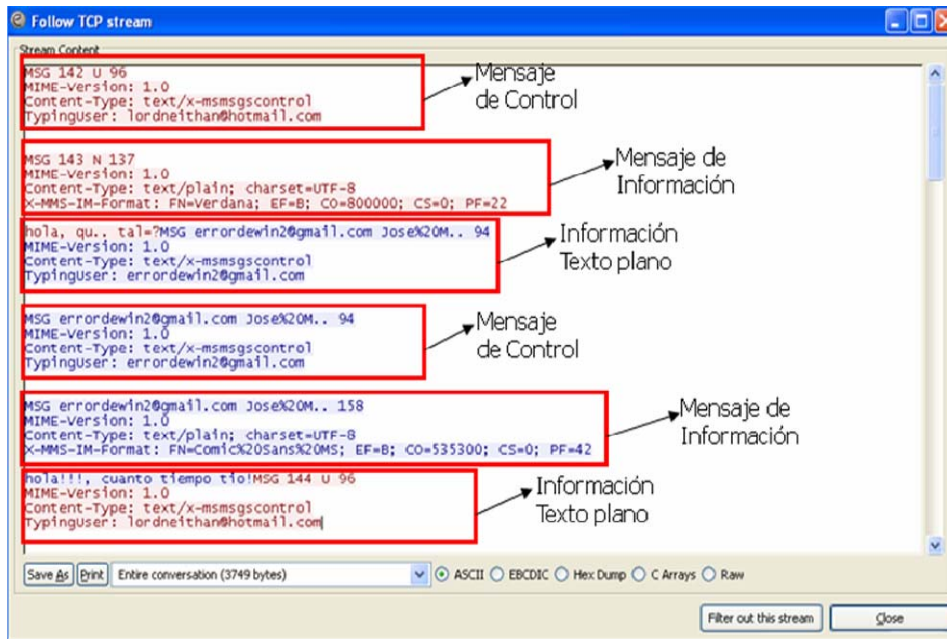 Follow TCP stream
Stream Content
MSG 142 U 96
MIME-Version: 1.0
Content-Type: text/x-msmsgscontrol
TypingUser: lordneithan@hotmail.com
Mensaje
de Control
MSG 143 N 137
MIME-Version: 1.0
Content-Type: text/plain; charset=UTF-8
X-MMS-IM-Format: FN=Verdana; EF=B; CO=800000; CS=0; PF=22
Mensaje de
Información
hola, qu.. tal=?MSG errordewin2@gmail.com Jose%20M.. 94
MIME-Version: 1.0
Content-Type: text/x-msmsgscontrol
TypingUser: errordewin2@gmail.com
Información
Texto plano
MSG errordewin2@gmail.com Jose%20M.. 94
MIME-Version: 1.0
Content-Type: text/x-msmsgscontrol
TypingUser: errordewin2@gmail.com
Mensaje
de Control
MSG errordewin2@gmail.com Jose%20M.. 158
MIME-Version: 1.0
Content-Type: text/plain; charset=UTF-8
X-MMS-IM-Format: FN=Comic%20Sans%20MS; EF=B; CO=535300; CS=0; PF=42
Mensaje de
Información
hola!!!, cuanto tiempo tio!MSG 144 U 96
MIME-Version: 1.0
Content-Type: text/x-msmsgscontrol
TypingUser: lordneithan@hotmail.com
Información
Texto plano
Save As Print Entire conversation (3749 bytes) ASCII EBCDIC Hex Dump C Arrays Raw
Filter out this stream Close